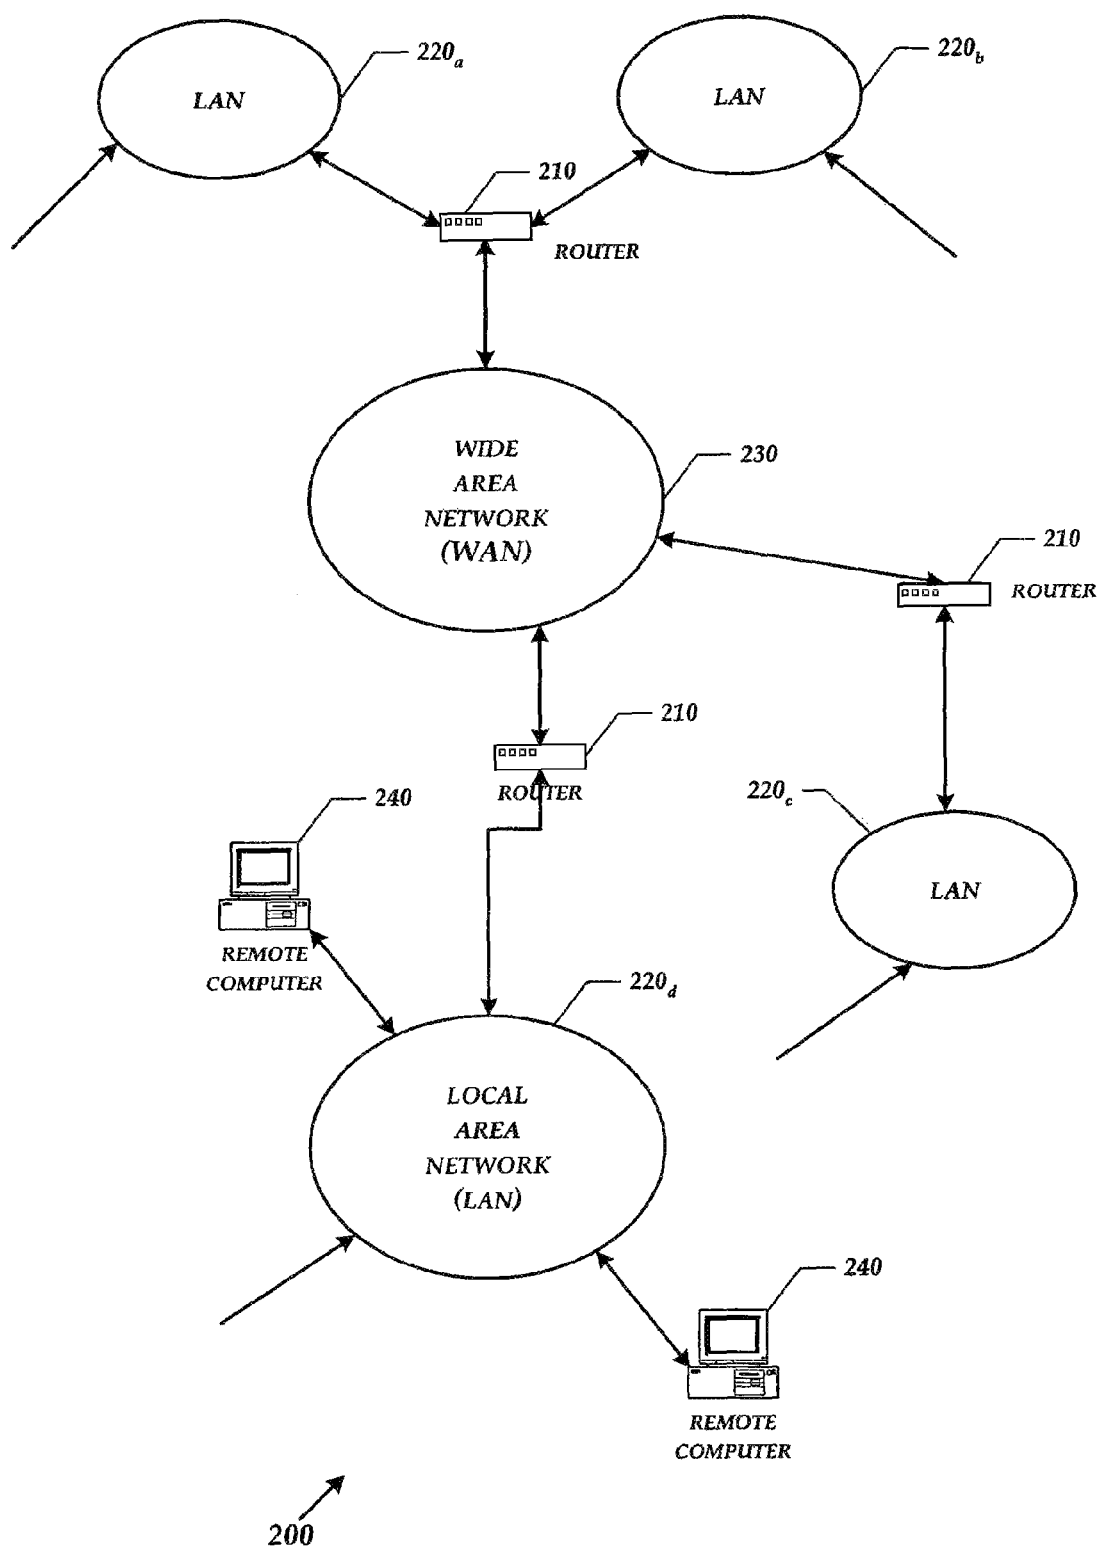 220a
220b
LAN
LAN
210
ROUTER
WIDE
AREA
NETWORK
(WAN)
230
210
ROUTER
210
ROUTER
240
220c
LAN
REMOTE
COMPUTER
220d
LOCAL
AREA
NETWORK
(LAN)
240
REMOTE
COMPUTER
200